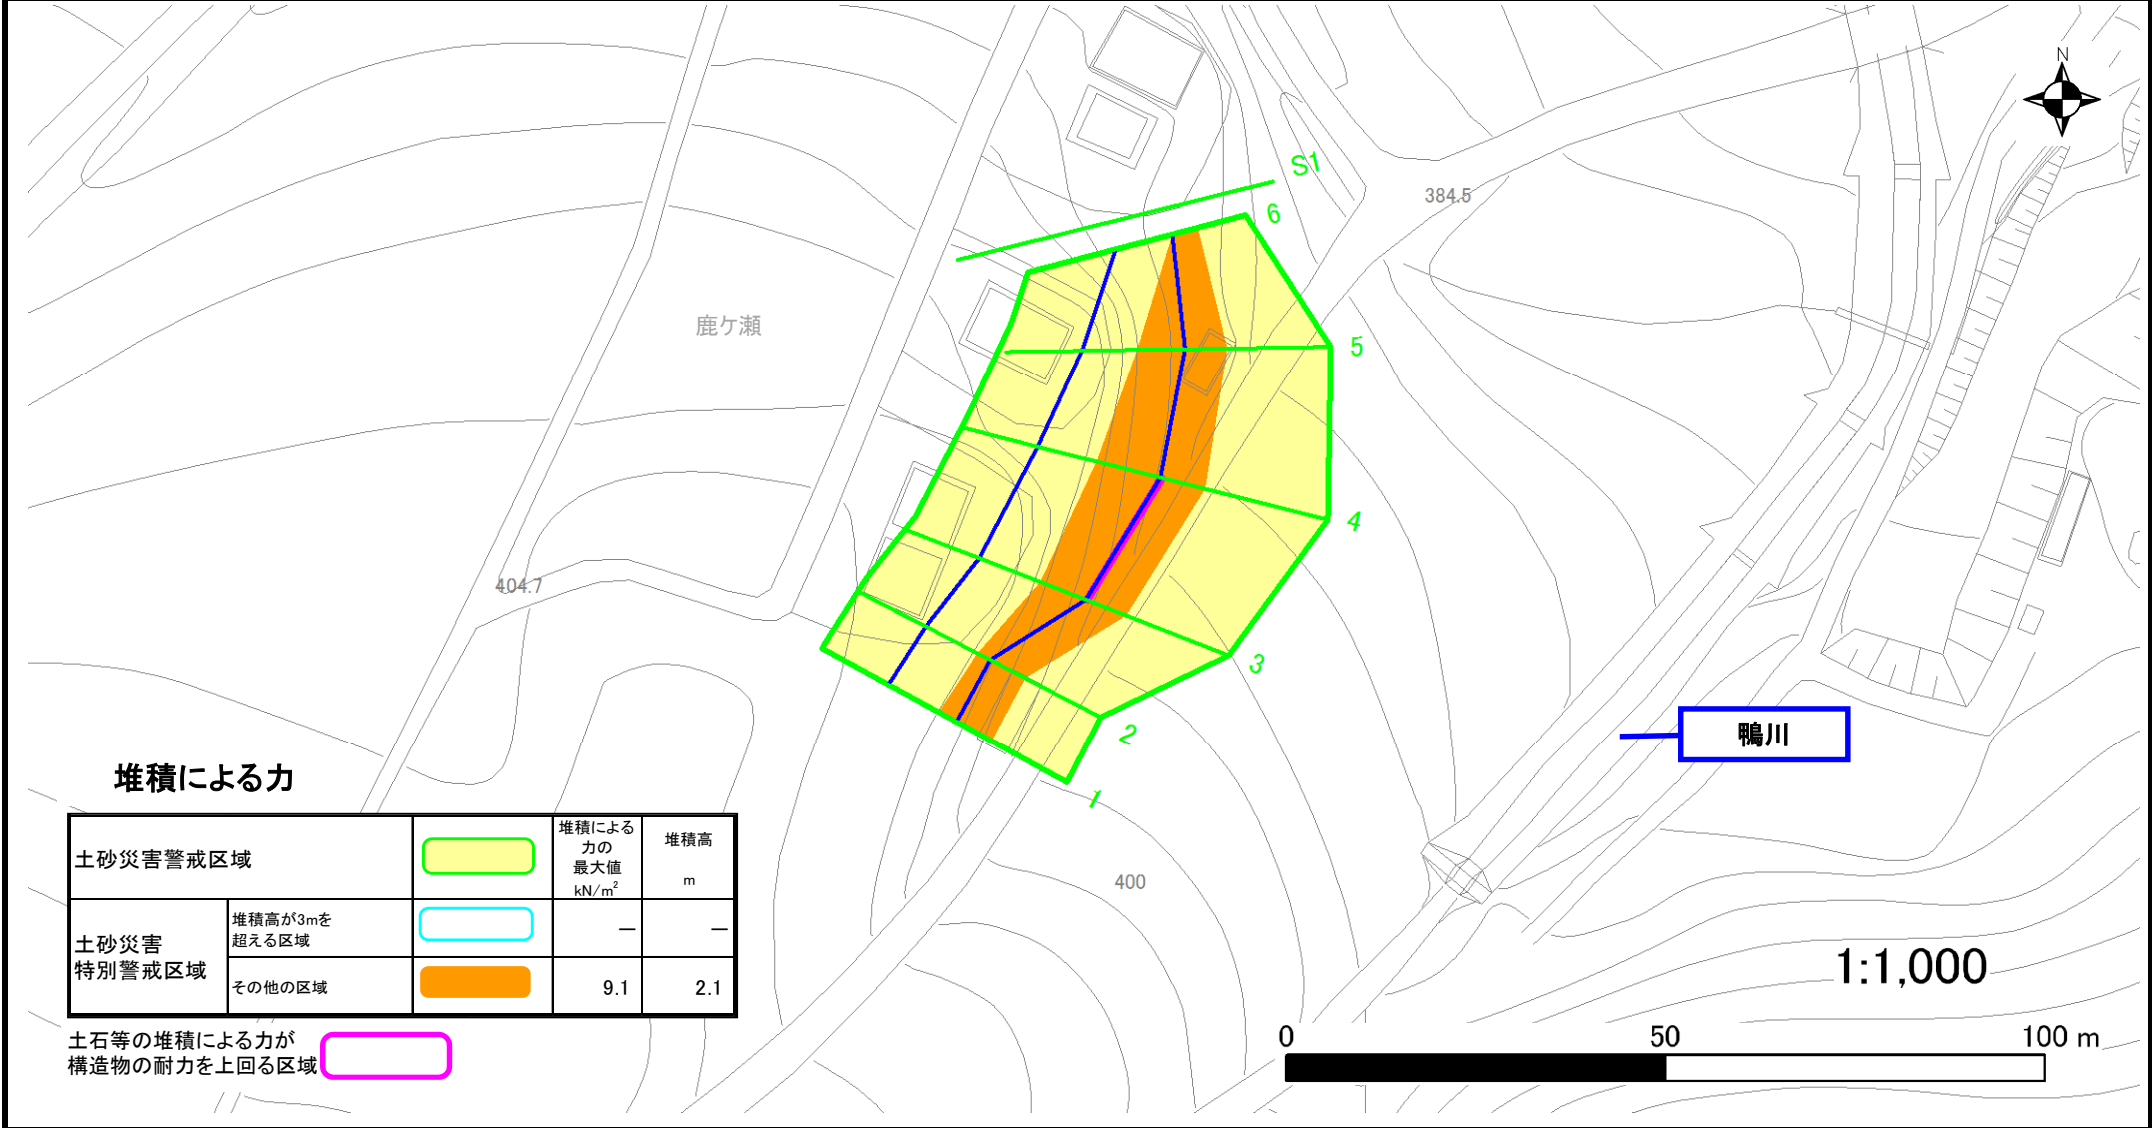 N
S1
6
384.5
鹿ケ瀬
5
4
404.7
3
2
鴨川
1
堆積による力
土砂災害警戒区域
堆積による
力の
最大値
kN/m²
堆積高
m
400
土砂災害
特別警戒区域
堆積高が3mを
超える区域
―
―
その他の区域
9.1
2.1
1:1,000
土石等の堆積による力が
構造物の耐力を上回る区域
0 50 100 m